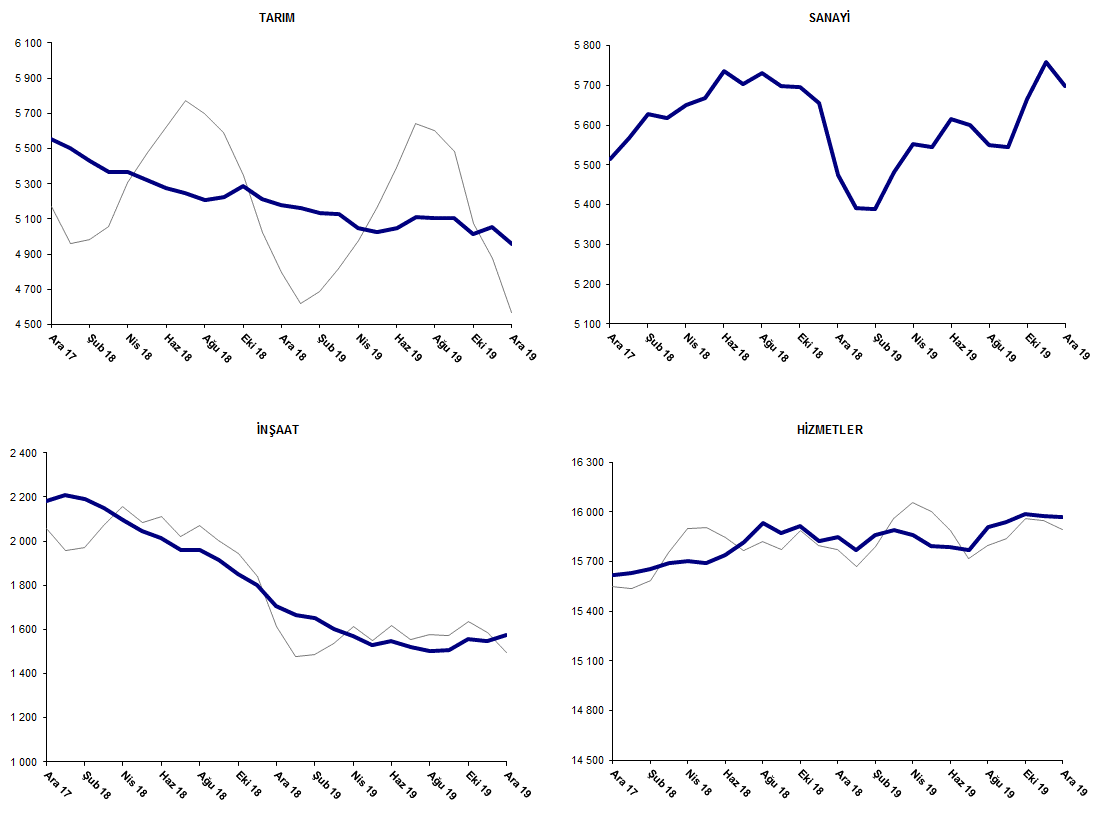 TARIM
6 100
5 900
5 700
5 500
5 300
5 100
4 900
4 700
4 500
Ara 17
Şub 18
Nis 18
Haz 18
Ağu 18
Eki 18
Ara 18
Şub 19
Nis 19
Haz 19
Ağu 19
Eki 19
Ara 19
SANAYİ
5 800
5 700
5 600
5 500
5 400
5 300
5 200
5 100
Ara 17
Şub 18
Nis 18
Haz 18
Ağu 18
Eki 18
Ara 18
Şub 19
Nis 19
Haz 19
Ağu 19
Eki 19
Ara 19
İNŞAAT
2 400
2 200
2 000
1 800
1 600
1 400
1 200
1 000
Ara 17
Şub 18
Nis 18
Haz 18
Ağu 18
Eki 18
Ara 18
Şub 19
Nis 19
Haz 19
Ağu 19
Eki 19
Ara 19
HİZMETLER
16 300
16 000
15 700
15 400
15 100
14 800
14 500
Ara 17
Şub 18
Nis 18
Haz 18
Ağu 18
Eki 18
Ara 18
Şub 19
Nis 19
Haz 19
Ağu 19
Eki 19
Ara 19